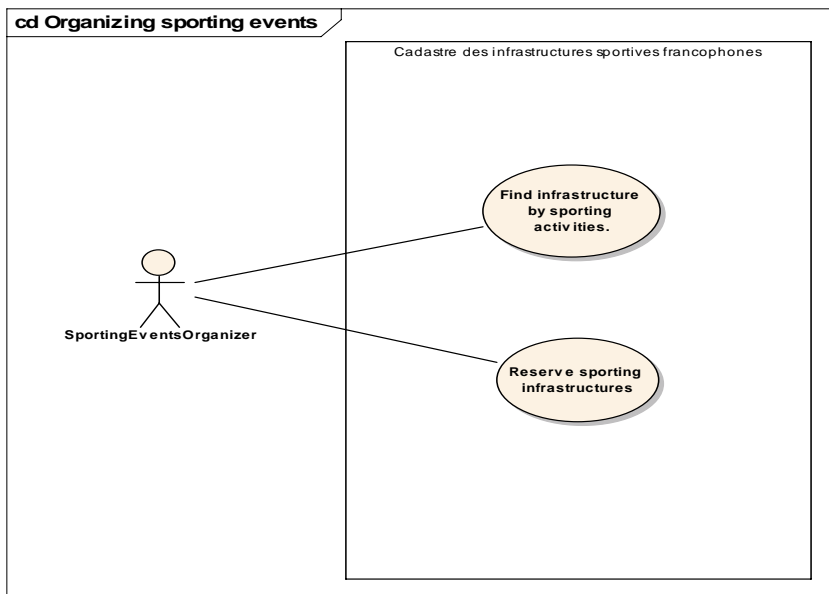 cd Organizing sporting events
Cadastre des infrastructures sportives francophones
Find infrastructure
by sporting
activities.
SportingEventsOrganizer
Reserve sporting
infrastructures